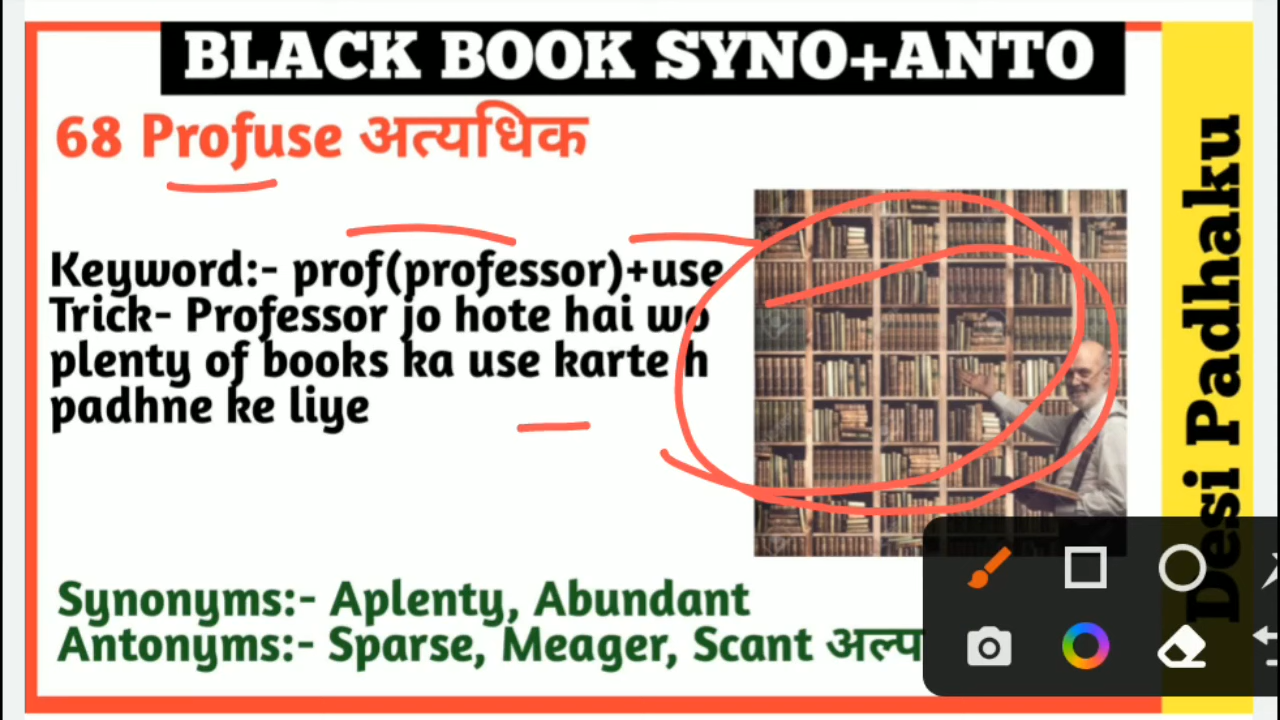 BLACK BOOK SYNO+ANTO
68 Profuse अत्यधिक
Keyword:- prof(professor)+use
Trick- Professor jo hote hai wo
plenty of books ka use karte h
padhne ke liye
Synonyms:- Aplenty, Abundant
Antonyms:- Sparse, Meager, Scant अल्प
Desi Padhaku